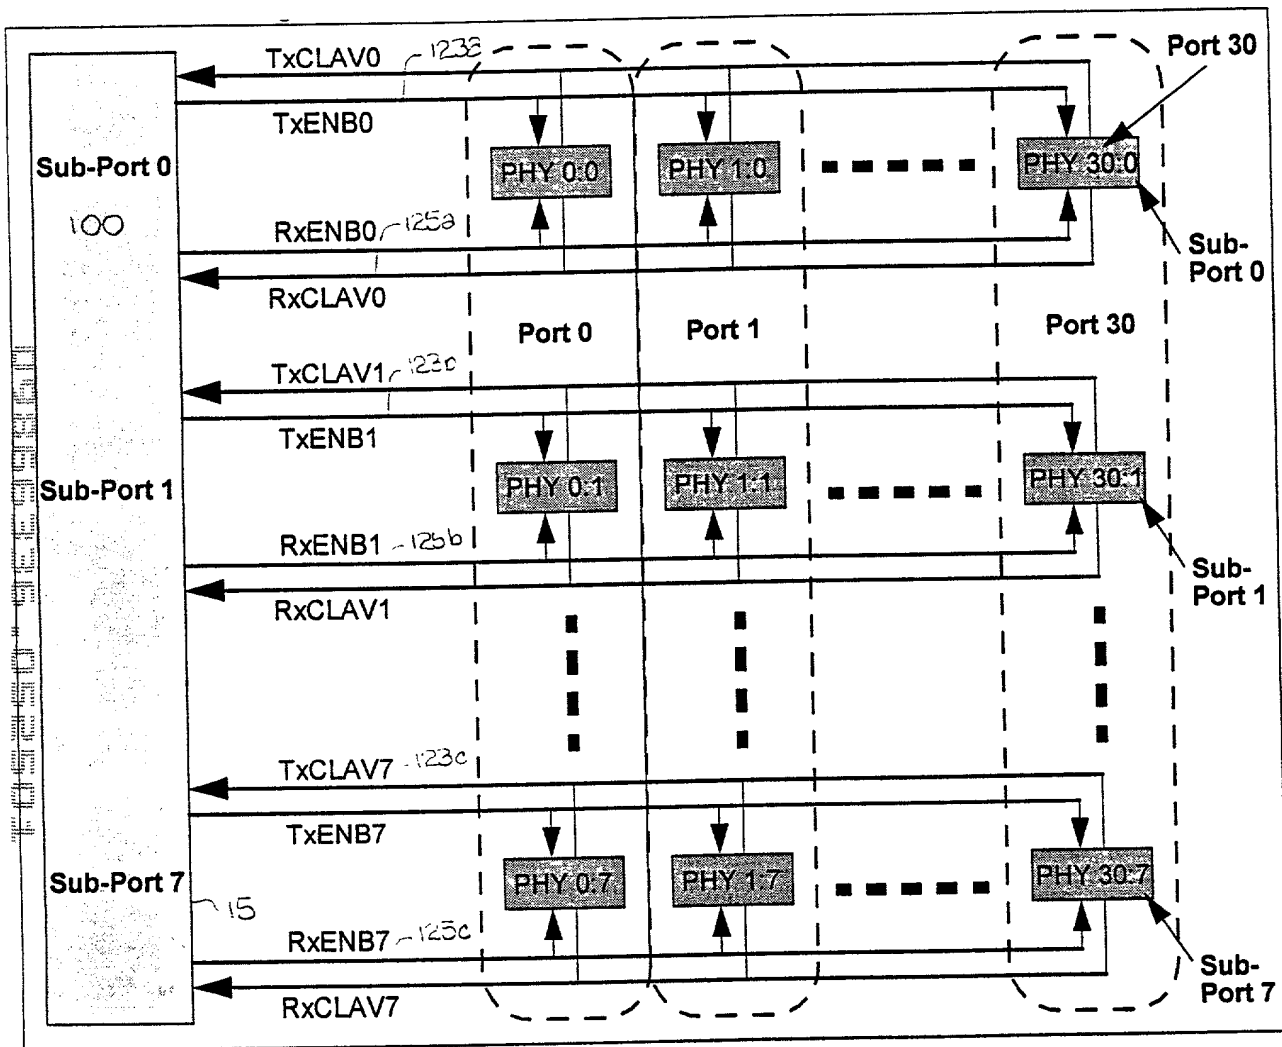 TxCLAV0
123a
Port 30
TxENB0
Sub-Port 0
PHY 0:0
PHY 1:0
PHY 30:0
100
RxENB0
125a
Sub-
Port 0
RxCLAV0
Port 0
Port 1
Port 30
TxCLAV1
TxENB1
Sub-Port 1
PHY 0:1
PHY 1:1
PHY 30:1
RxENB1
125b
Sub-
Port 1
RxCLAV1
TxCLAV7
123c
TxENB7
Sub-Port 7
PHY 0:7
PHY 1:7
PHY 30:7
15
RxENB7
125c
Sub-
Port 7
RxCLAV7